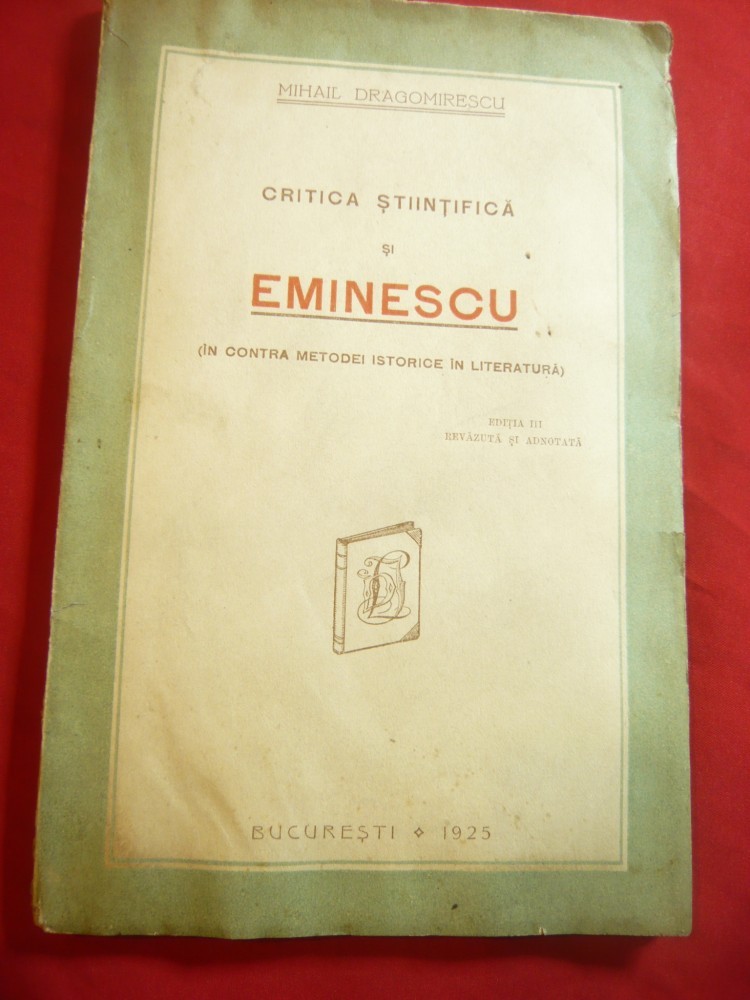 MIHAIL DRAGOMIRESCU
CRITICA ȘTIINȚIFICĂ
ȘI
EMINESCU
(ÎN CONTRA METODEI ISTORICE ÎN LITERATURĂ)
EDIȚIA III
REVĂZUTĂ ȘI ADNOTATĂ
BUCUREȘTI ❖ 1925